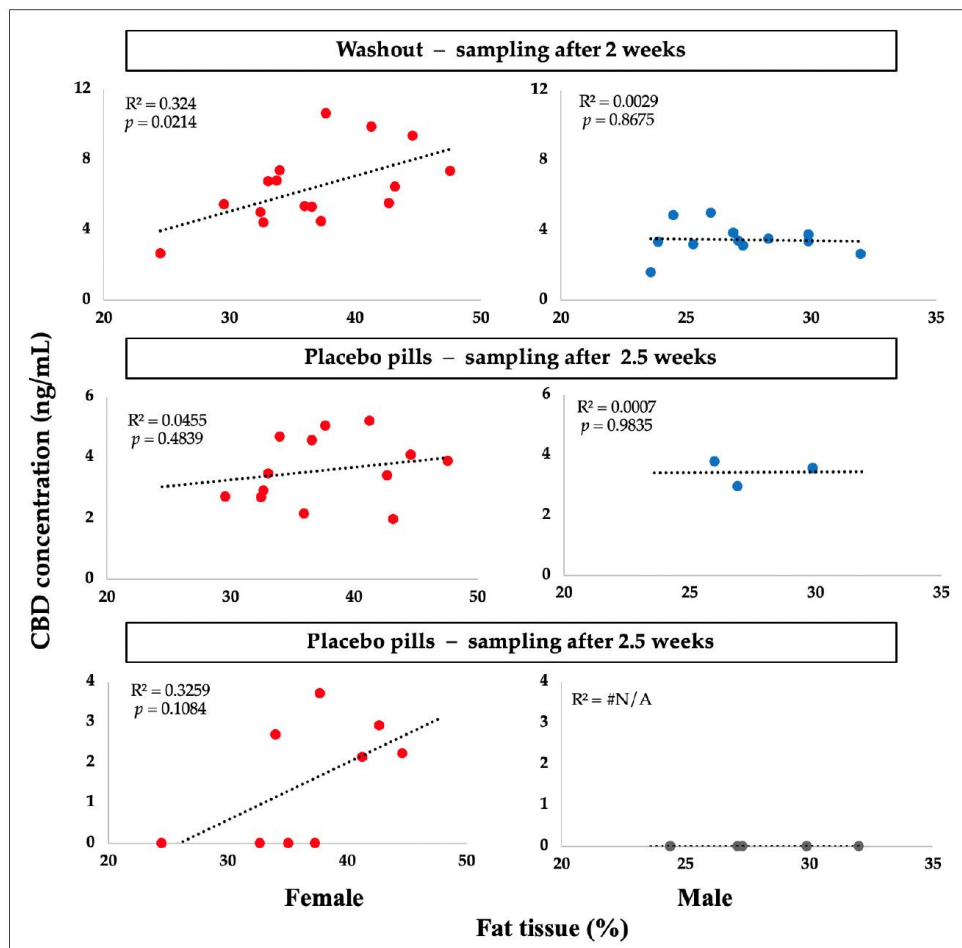 Washout – sampling after 2 weeks
R² = 0.324
p = 0.0214
12
8
4
0
20
30
40
50
R² = 0.0029
p = 0.8675
12
8
4
0
20
25
30
35
Placebo pills – sampling after 2.5 weeks
R² = 0.0455
p = 0.4839
6
4
2
0
20
30
40
50
R² = 0.0007
p = 0.9835
6
4
2
0
20
25
30
35
Placebo pills – sampling after 2.5 weeks
R² = 0.3259
p = 0.1084
4
3
2
1
0
20
30
40
50
R² = #N/A
4
3
2
1
0
20
25
30
35
CBD concentration (ng/mL)
Female
Male
Fat tissue (%)